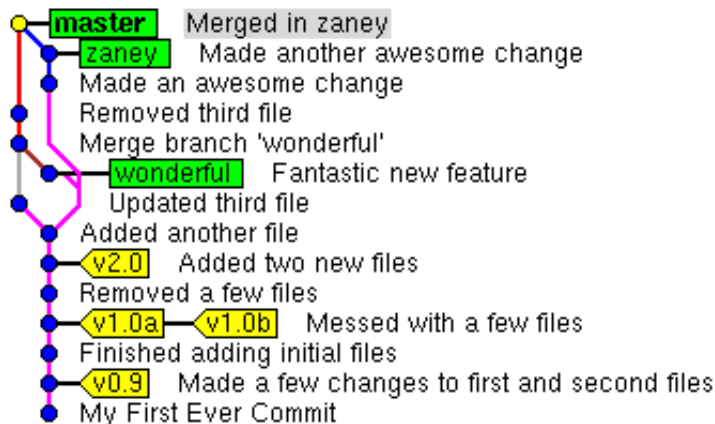 master Merged in zaney
zaney Made another awesome change
Made an awesome change
Removed third file
Merge branch 'wonderful'
wonderful Fantastic new feature
Updated third file
Added another file
v2.0 Added two new files
Removed a few files
v1.0a v1.0b Messed with a few files
Finished adding initial files
v0.9 Made a few changes to first and second files
My First Ever Commit